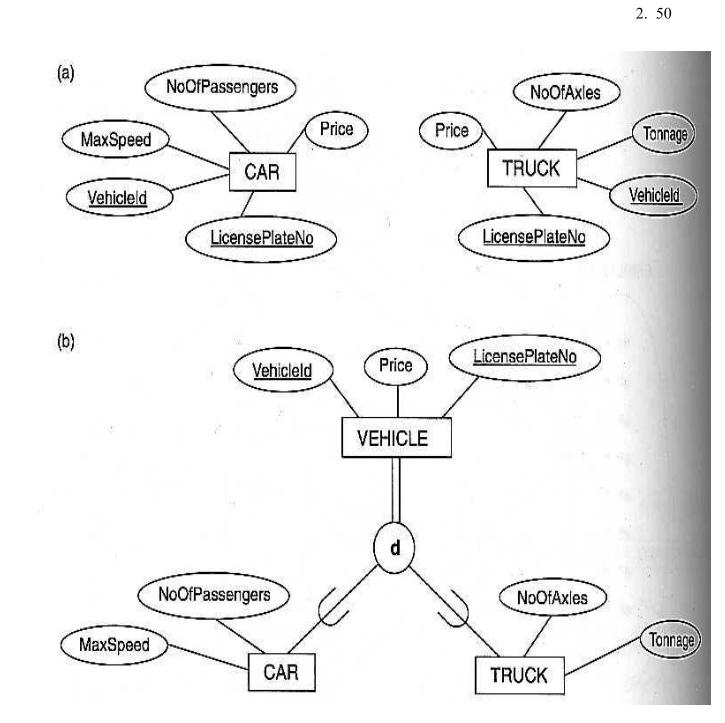 2. 50
(a)
NoOfPassengers
NoOfAxles
MaxSpeed
Price
Price
Tonnage
CAR
TRUCK
VehicleId
VehicleId
LicensePlateNo
LicensePlateNo
(b)
VehicleId
Price
LicensePlateNo
VEHICLE
d
NoOfPassengers
NoOfAxles
MaxSpeed
Tonnage
CAR
TRUCK